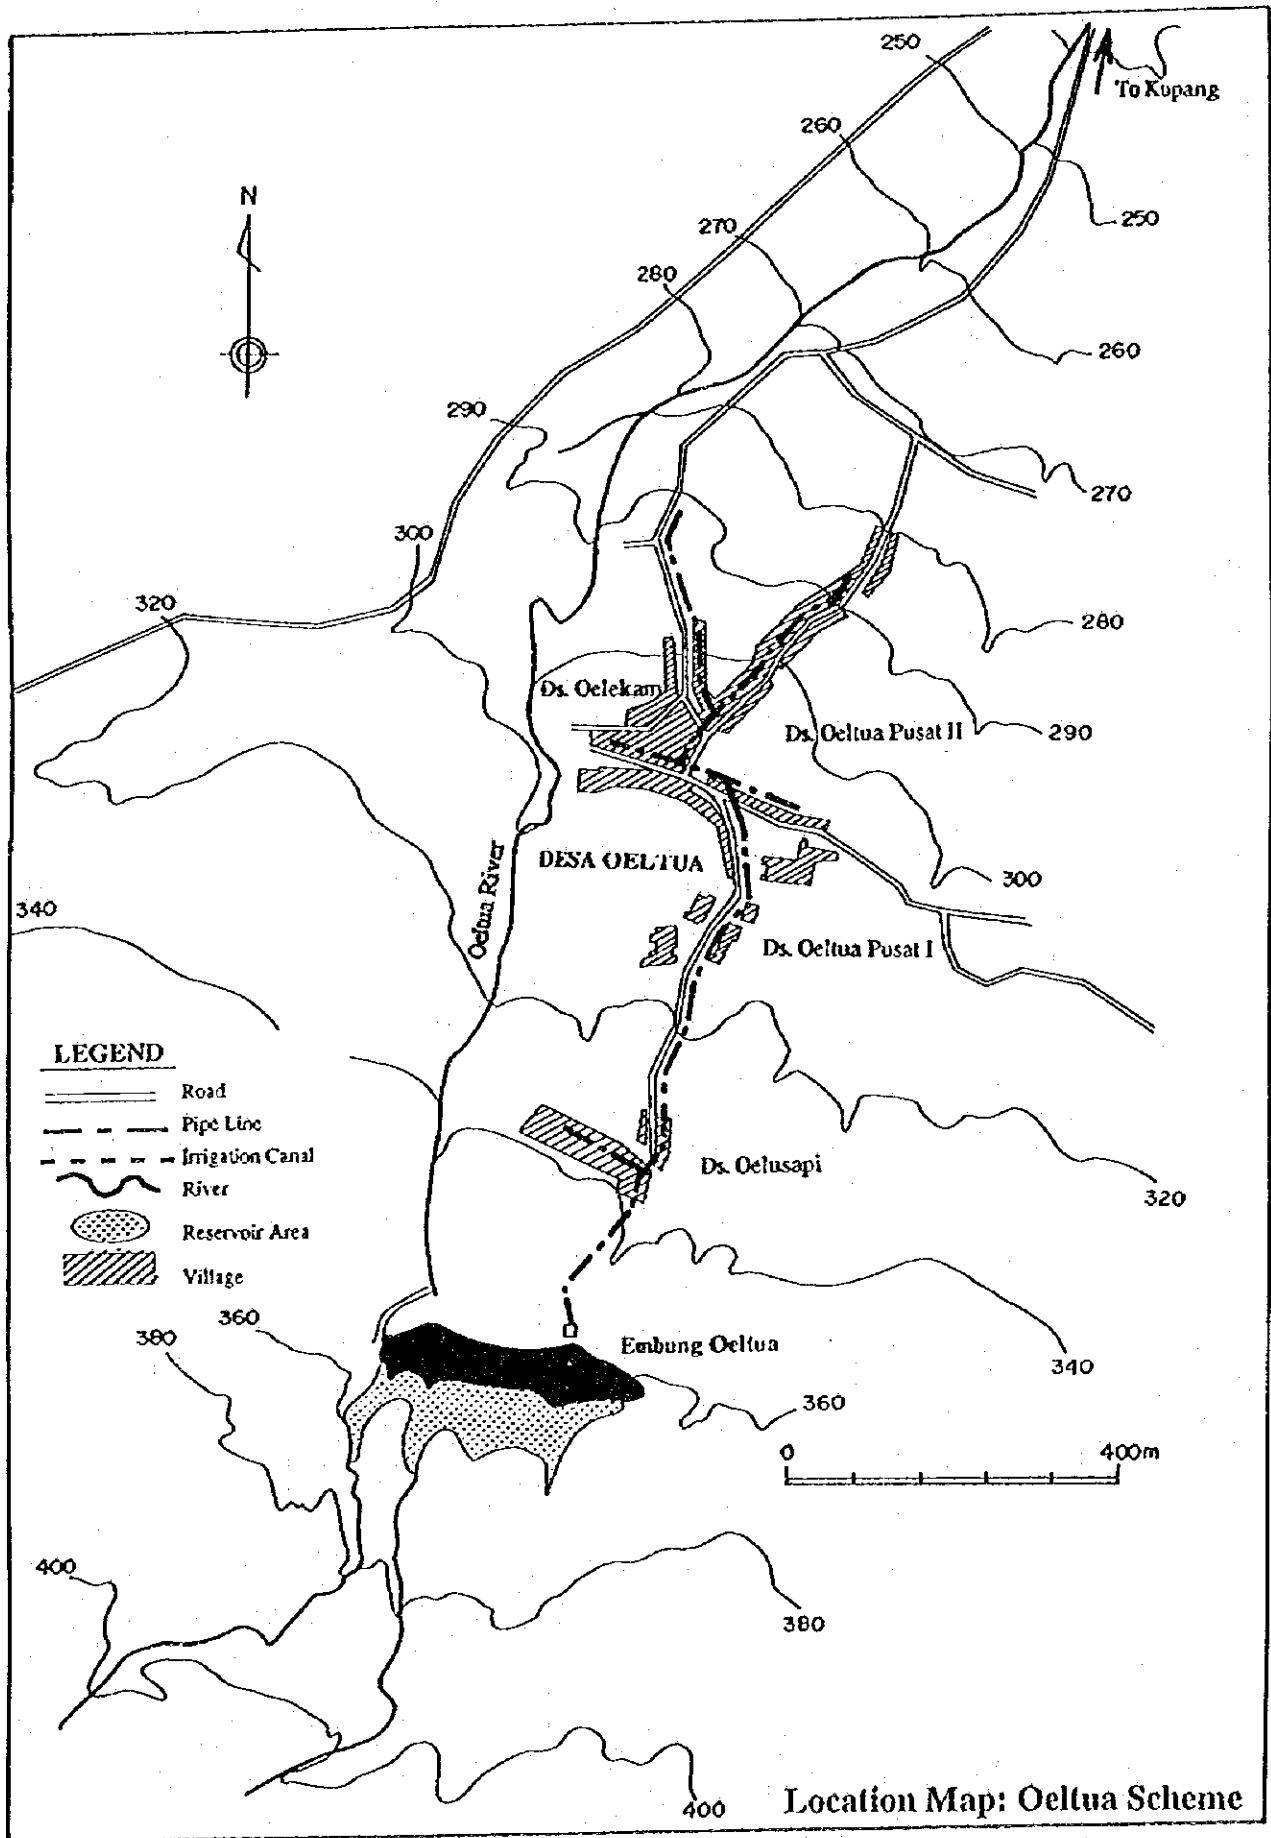 250
To Kupang
260
N
250
270
280
260
290
270
300
320
280
Ds. Oelekam
Ds. Oeltua Pusat II
290
DESA OELTUA
Oeltua River
300
340
Ds. Oeltua Pusat I
LEGEND
Road
Pipe Line
Irrigation Canal
River
Reservoir Area
Village
Ds. Oelusapi
320
360
380
Embung Oeltua
340
360
0 400m
400
380
400
Location Map: Oeltua Scheme